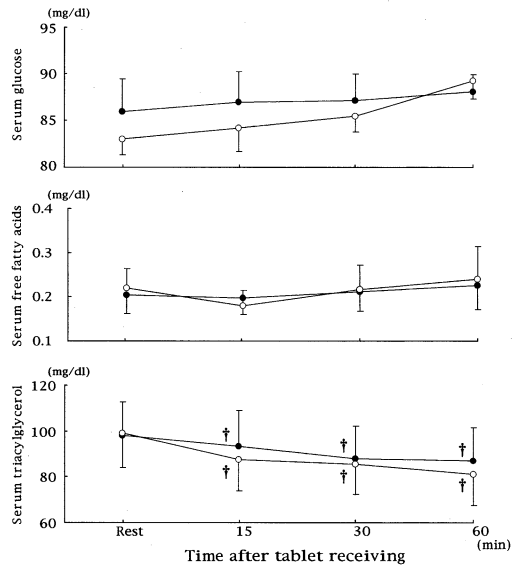 (mg/dl)
Serum glucose
95
90
85
80
(mg/dl)
Serum free fatty acids
0.4
0.3
0.2
0.1
(mg/dl)
Serum triacylglycerol
120
100
80
60
† † †
† † †
Rest 15 30 60
(min)
Time after tablet receiving